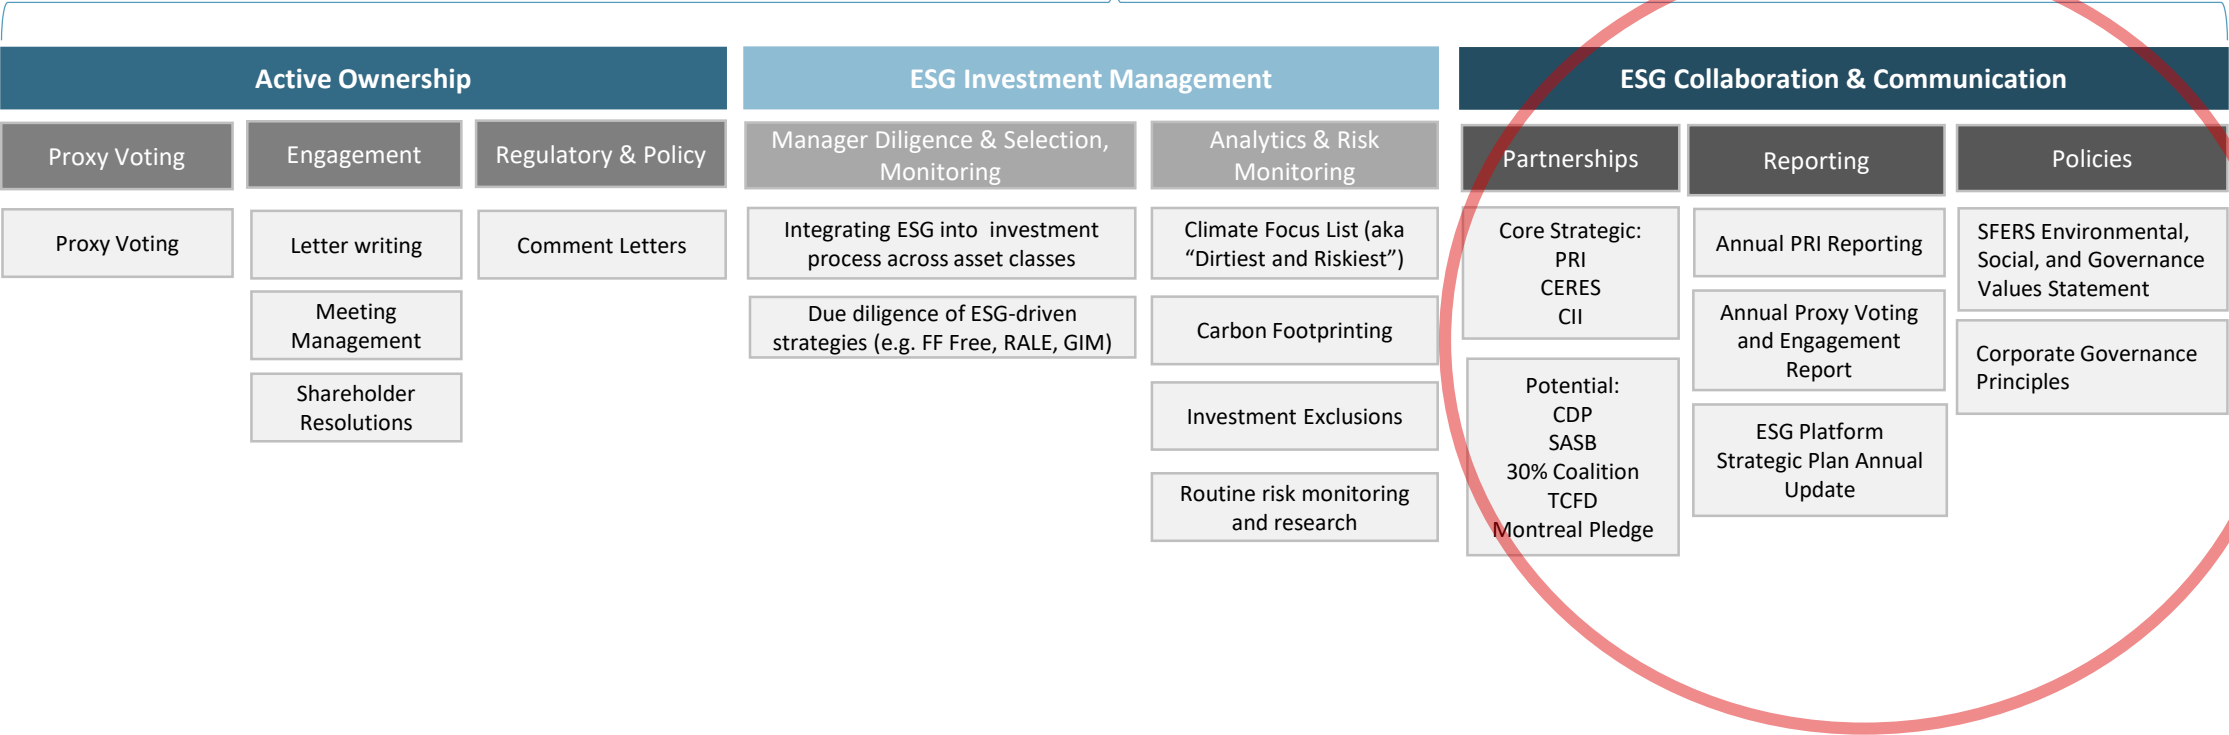 Active Ownership
ESG Investment Management
ESG Collaboration & Communication
Proxy Voting
Engagement
Regulatory & Policy
Manager Diligence & Selection,
Monitoring
Analytics & Risk
Monitoring
Partnerships
Reporting
Policies
Proxy Voting
Letter writing
Meeting
Management
Shareholder
Resolutions
Comment Letters
Integrating ESG into investment
process across asset classes
Due diligence of ESG-driven
strategies (e.g. FF Free, RALE, GIM)
Climate Focus List (aka
“Dirtiest and Riskiest”)
Carbon Footprinting
Investment Exclusions
Routine risk monitoring
and research
Core Strategic:
PRI
CERES
CII
Potential:
CDP
SASB
30% Coalition
TCFD
Montreal Pledge
Annual PRI Reporting
Annual Proxy Voting
and Engagement
Report
ESG Platform
Strategic Plan Annual
Update
SFERS Environmental,
Social, and Governance
Values Statement
Corporate Governance
Principles